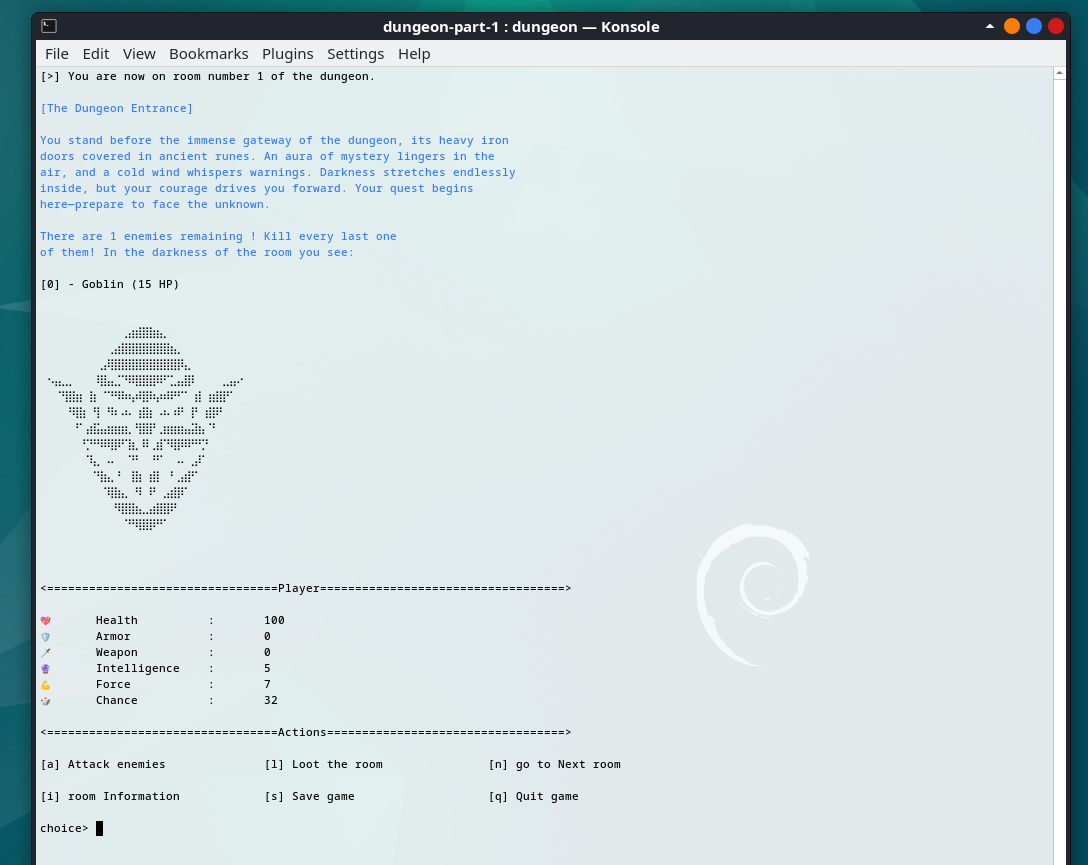 dungeon-part-1 : dungeon — Konsole
File Edit View Bookmarks Plugins Settings Help
[>] You are now on room number 1 of the dungeon.
[The Dungeon Entrance]
You stand before the immense gateway of the dungeon, its heavy iron
doors covered in ancient runes. An aura of mystery lingers in the
air, and a cold wind whispers warnings. Darkness stretches endlessly
inside, but your courage drives you forward. Your quest begins
here—prepare to face the unknown.
There are 1 enemies remaining ! Kill every last one
of them! In the darkness of the room you see:
[0] - Goblin (15 HP)
<==================================Player===================================>
Health : 100
Armor : 0
Weapon : 0
Intelligence : 5
Force : 7
Chance : 32
<==================================Actions==================================>
[a] Attack enemies [l] Loot the room [n] go to Next room
[i] room Information [s] Save game [q] Quit game
choice>